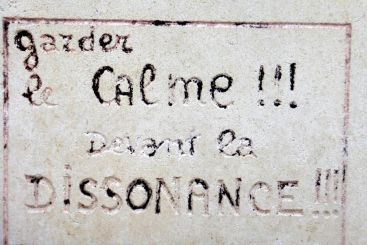 garder
le CALme !!!
Devant la
DiSSONANCE !!!